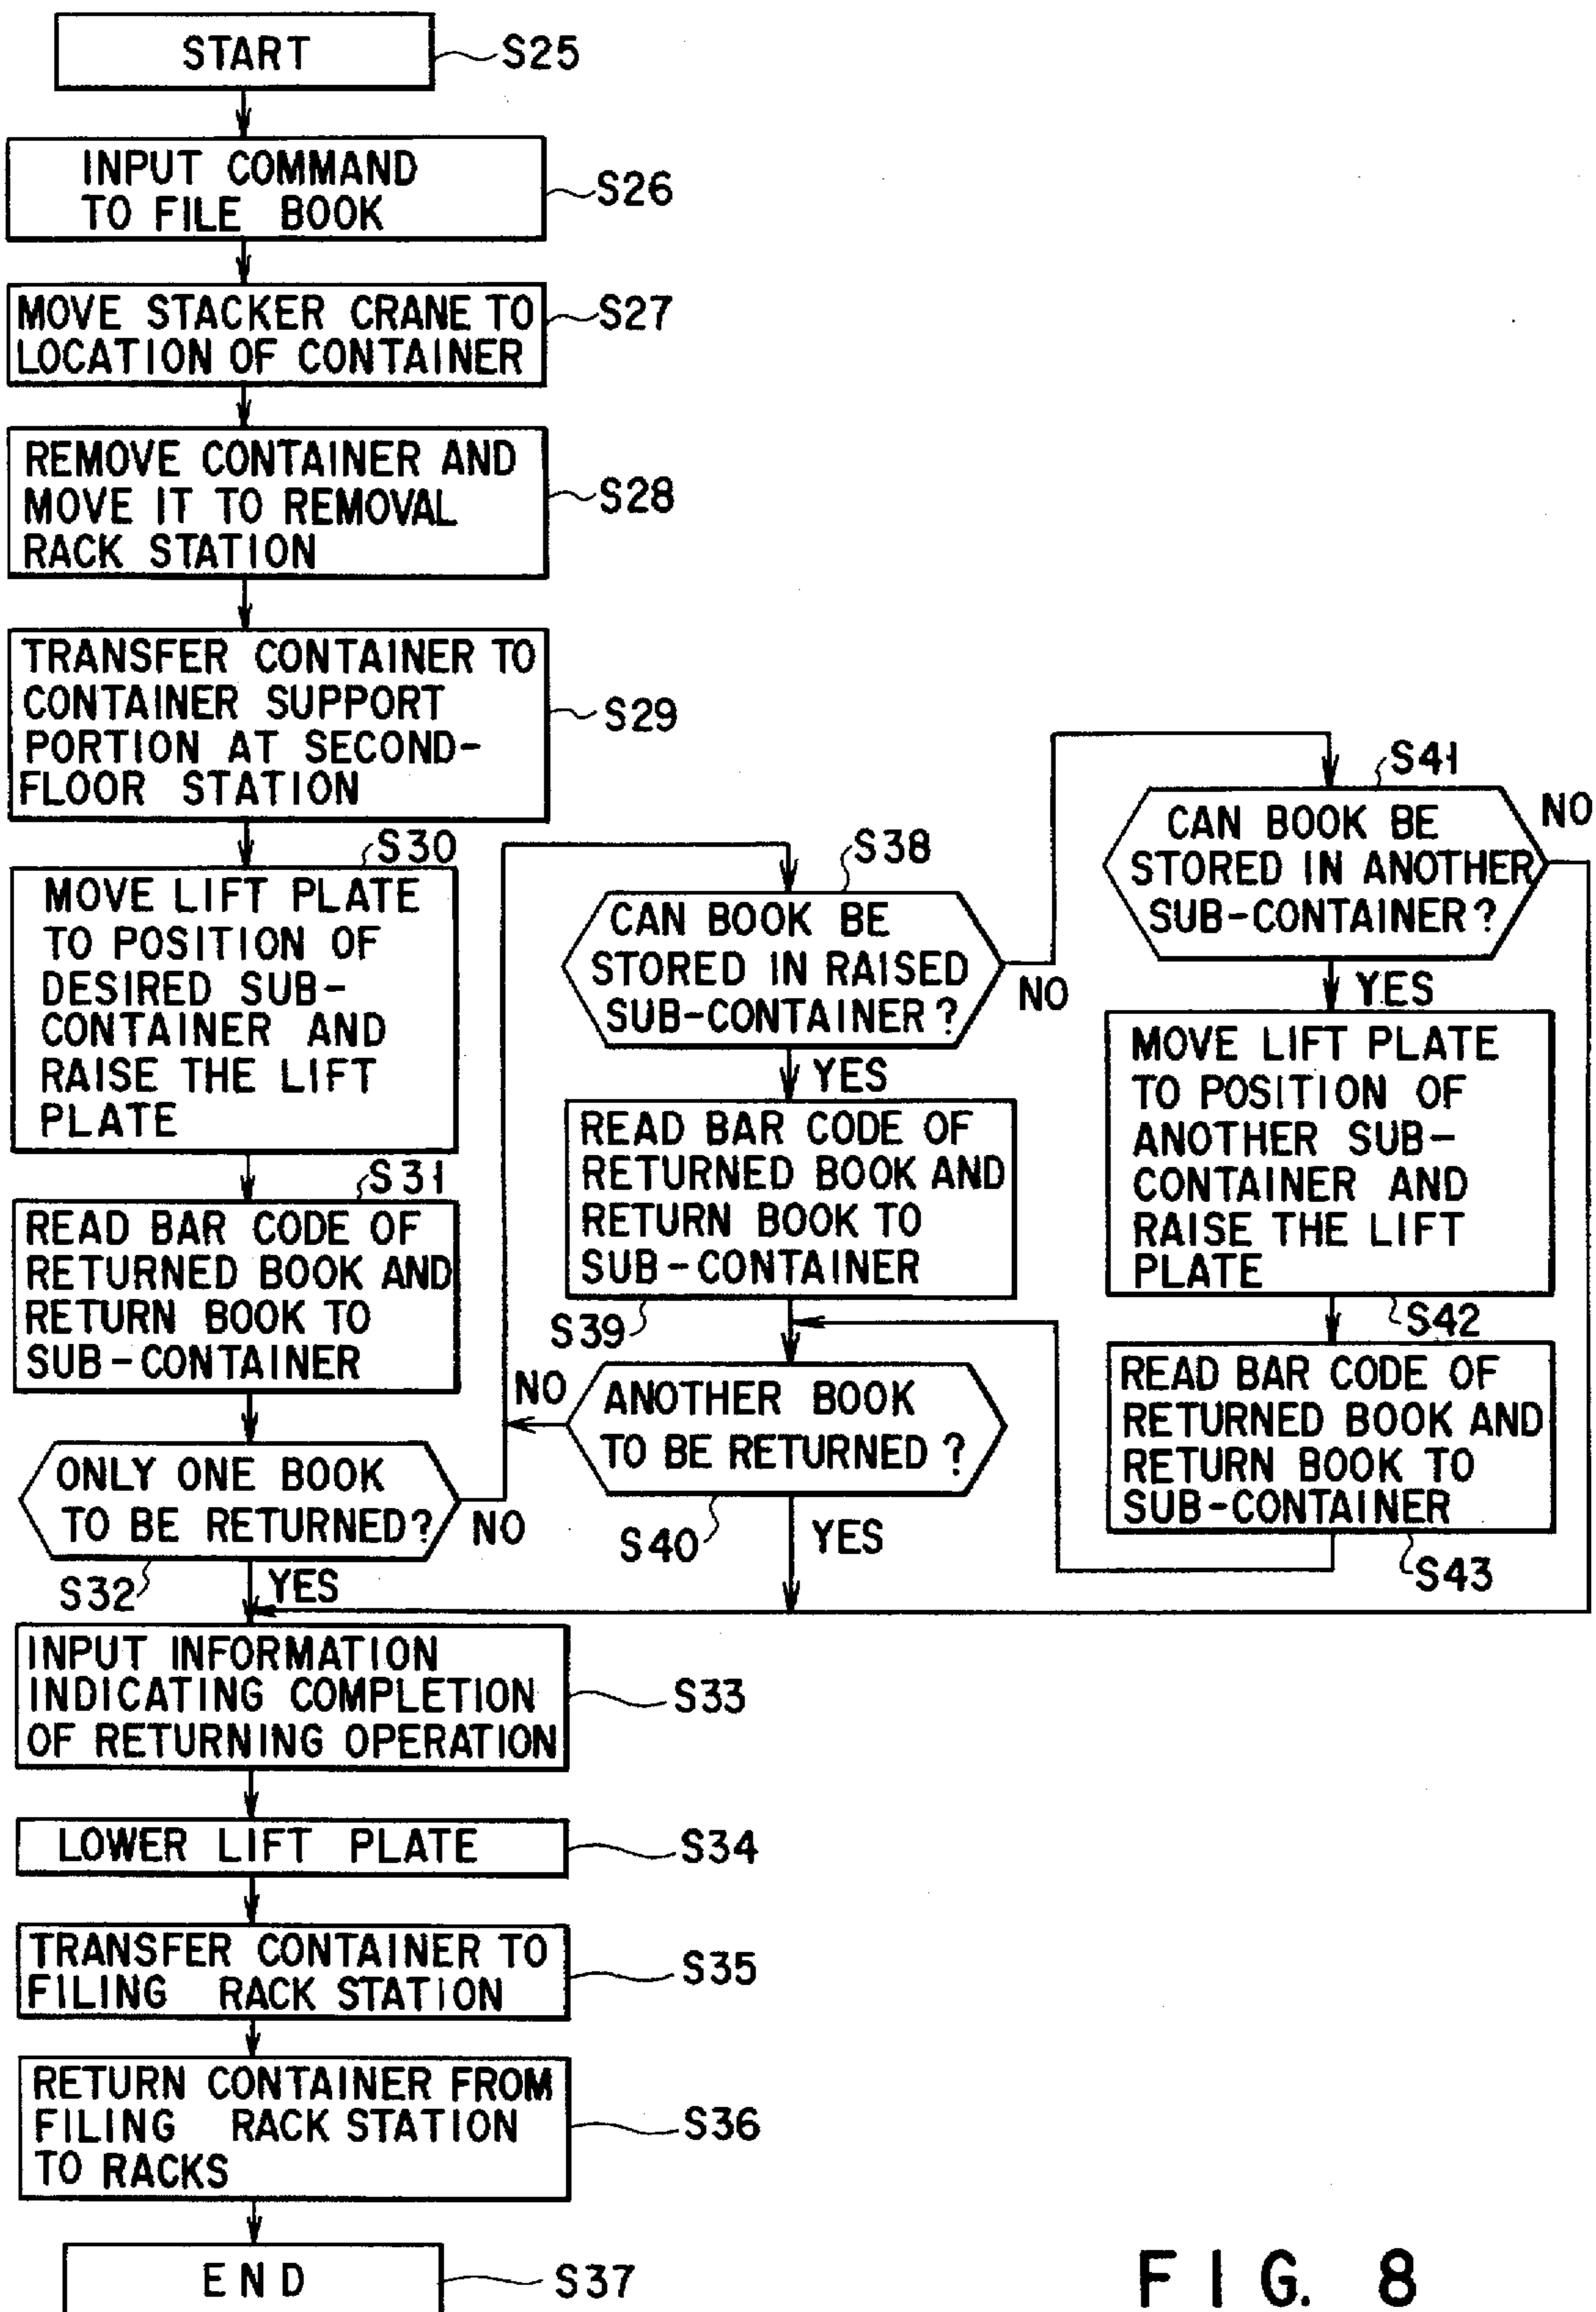 START
S25
INPUT COMMAND
TO FILE BOOK
S26
MOVE STACKER CRANE TO
LOCATION OF CONTAINER
S27
REMOVE CONTAINER AND
MOVE IT TO REMOVAL
RACK STATION
S28
TRANSFER CONTAINER TO
CONTAINER SUPPORT
PORTION AT SECOND-
FLOOR STATION
S29
S30
MOVE LIFT PLATE
TO POSITION OF
DESIRED SUB-
CONTAINER AND
RAISE THE LIFT
PLATE
S31
READ BAR CODE OF
RETURNED BOOK AND
RETURN BOOK TO
SUB-CONTAINER
ONLY ONE BOOK
TO BE RETURNED?
NO
S32
YES
INPUT INFORMATION
INDICATING COMPLETION
OF RETURNING OPERATION
S33
LOWER LIFT PLATE
S34
TRANSFER CONTAINER TO
FILING RACK STATION
S35
RETURN CONTAINER FROM
FILING RACK STATION
TO RACKS
S36
END
S37
S38
CAN BOOK BE
STORED IN RAISED
SUB-CONTAINER?
NO
YES
READ BAR CODE OF
RETURNED BOOK AND
RETURN BOOK TO
SUB-CONTAINER
S39
NO
ANOTHER BOOK
TO BE RETURNED?
S40
YES
S41
CAN BOOK BE
STORED IN ANOTHER
SUB-CONTAINER?
NO
YES
MOVE LIFT PLATE
TO POSITION OF
ANOTHER SUB-
CONTAINER AND
RAISE THE LIFT
PLATE
S42
READ BAR CODE OF
RETURNED BOOK AND
RETURN BOOK TO
SUB-CONTAINER
S43
FIG. 8